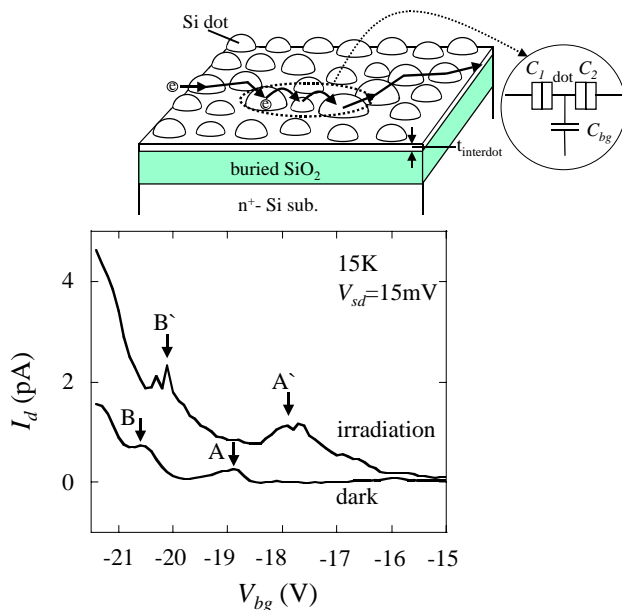 Si dot
e
e
C1 dot C2
Cbg
tinterdot
buried SiO2
n+- Si sub.
15K
Vsd=15mV
B`
A`
B
A
irradiation
dark
4
2
0
Id (pA)
-21 -20 -19 -18 -17 -16 -15
Vbg (V)